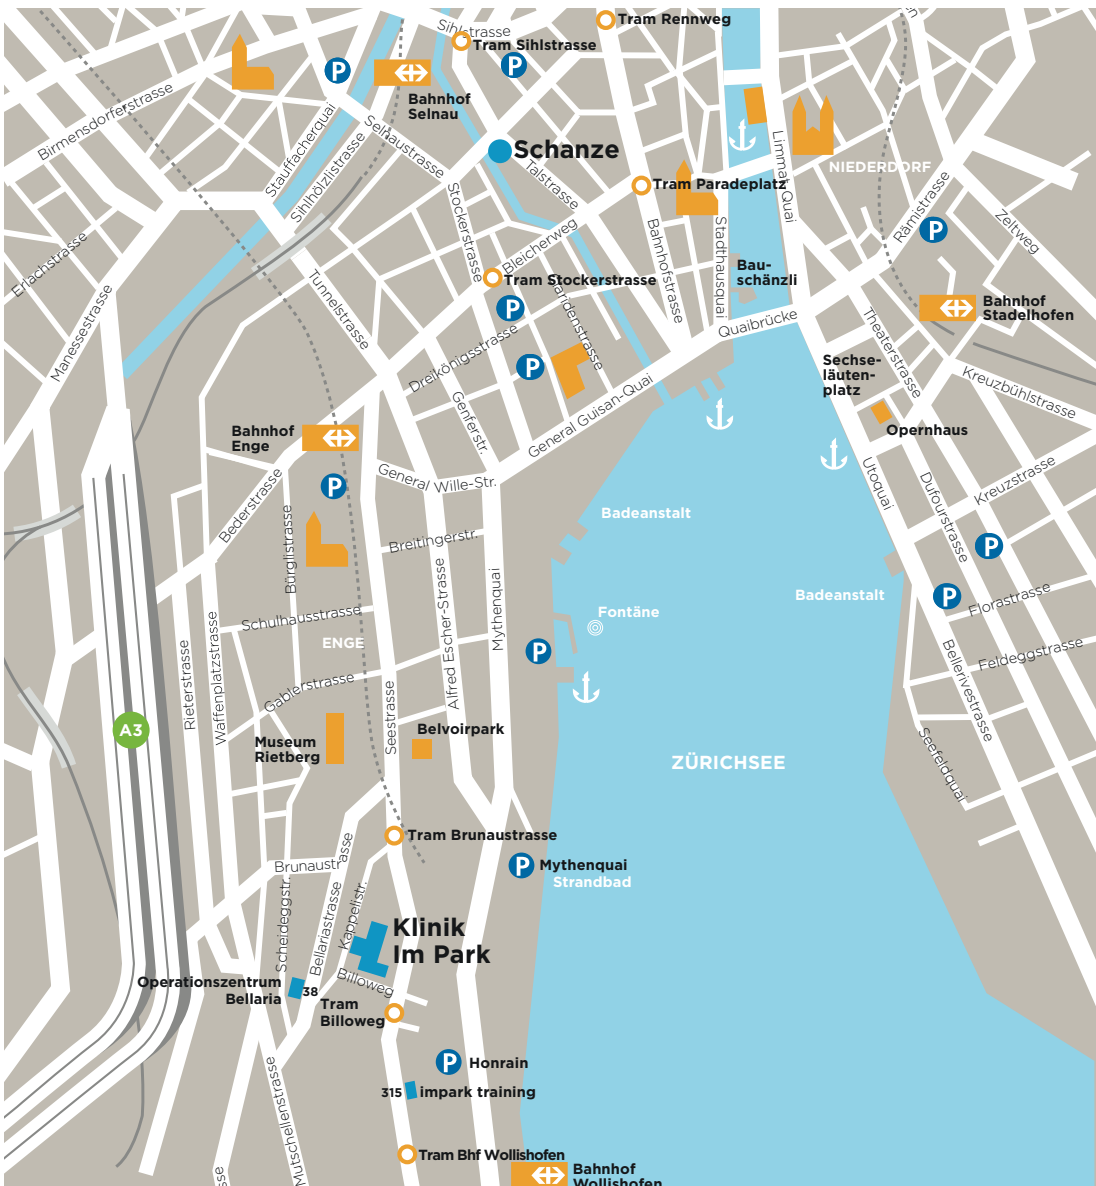 Sihlstrasse
Tram Rennweg
Tram Sihlstrasse
P
P
Bahnhof
Selnau
Birmensdorferstrasse
Stauffacherquai
Sihlhölzlistrasse
Selnaustrasse
Schanze
Talstrasse
Limmat-Quai
NIEDERDORF
Tram Paradeplatz
Stockerstrasse
Bleicherweg
Bahnhofstrasse
Stadthausquai
Rämistrasse
P
Zeltweg
Erlachstrasse
Manessestrasse
Tunnelstrasse
Tram Stockerstrasse
Bau-
schänzli
P
Quaibrücke
Bahnhof
Stadelhofen
Theaterstrasse
Dreikönigsstrasse
P
Sechse-
läuten-
platz
Kreuzbühlstrasse
Genferstr.
General Guisan-Quai
Opernhaus
Bahnhof
Enge
General Wille-Str.
P
Bederstrasse
Bürglistrasse
Breitingerstr.
Badeanstalt
Utoquai
Dufourstrasse
Kreuzstrasse
P
Alfred Escher-Strasse
Mythenquai
Badeanstalt
P
Florastrasse
Fontäne
Schulhausstrasse
ENGE
P
Rieterstrasse
Waffenplatzstrasse
Gablerstrasse
Seestrasse
Bellerivestrasse
Feldeggstrasse
A3
Museum
Rietberg
Belvoirpark
ZÜRICHSEE
Seefeldquai
Tram Brunaustrasse
Brunaustrasse
P
Mythenquai
Strandbad
Scheideggstr.
Bellariastrasse
Kappelistr.
Klinik
Im Park
Operationszentrum
Bellaria
38
Billoweg
Tram
Billoweg
P
Honrain
315
impark training
Mutschellenstrasse
Tram Bhf Wollishofen
Bahnhof
Wollishofen